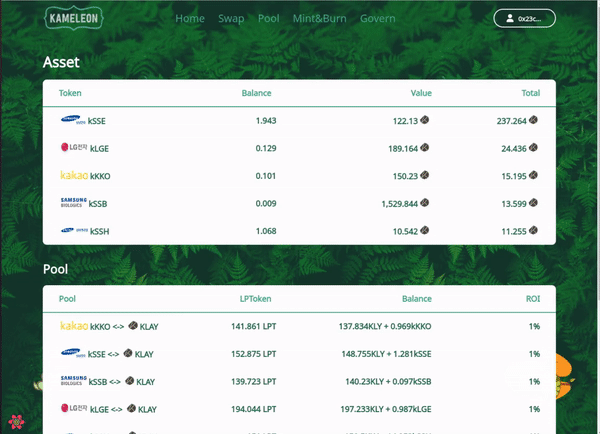 KAMELEON
Home Swap Pool Mint&Burn Govern
0x23c...
Asset
Token Balance Value Total
kSSE 1.943 122.13 237.264
LG전자 kLGE 0.129 189.164 24.436
kakao kKKO 0.101 150.23 15.195
SAMSUNG BIOLOGICS kSSB 0.009 1,529.844 13.599
kSSH 1.068 10.542 11.255
Pool
Pool LPToken Balance ROI
kakao kKKO <-> KLAY 141.861 LPT 137.834KLY + 0.969kKKO 1%
kSSE <-> KLAY 152.875 LPT 148.755KLY + 1.281kSSE 1%
SAMSUNG BIOLOGICS kSSB <-> KLAY 139.723 LPT 140.23KLY + 0.097kSSB 1%
LG전자 kLGE <-> KLAY 194.044 LPT 197.233KLY + 0.987kLGE 1%